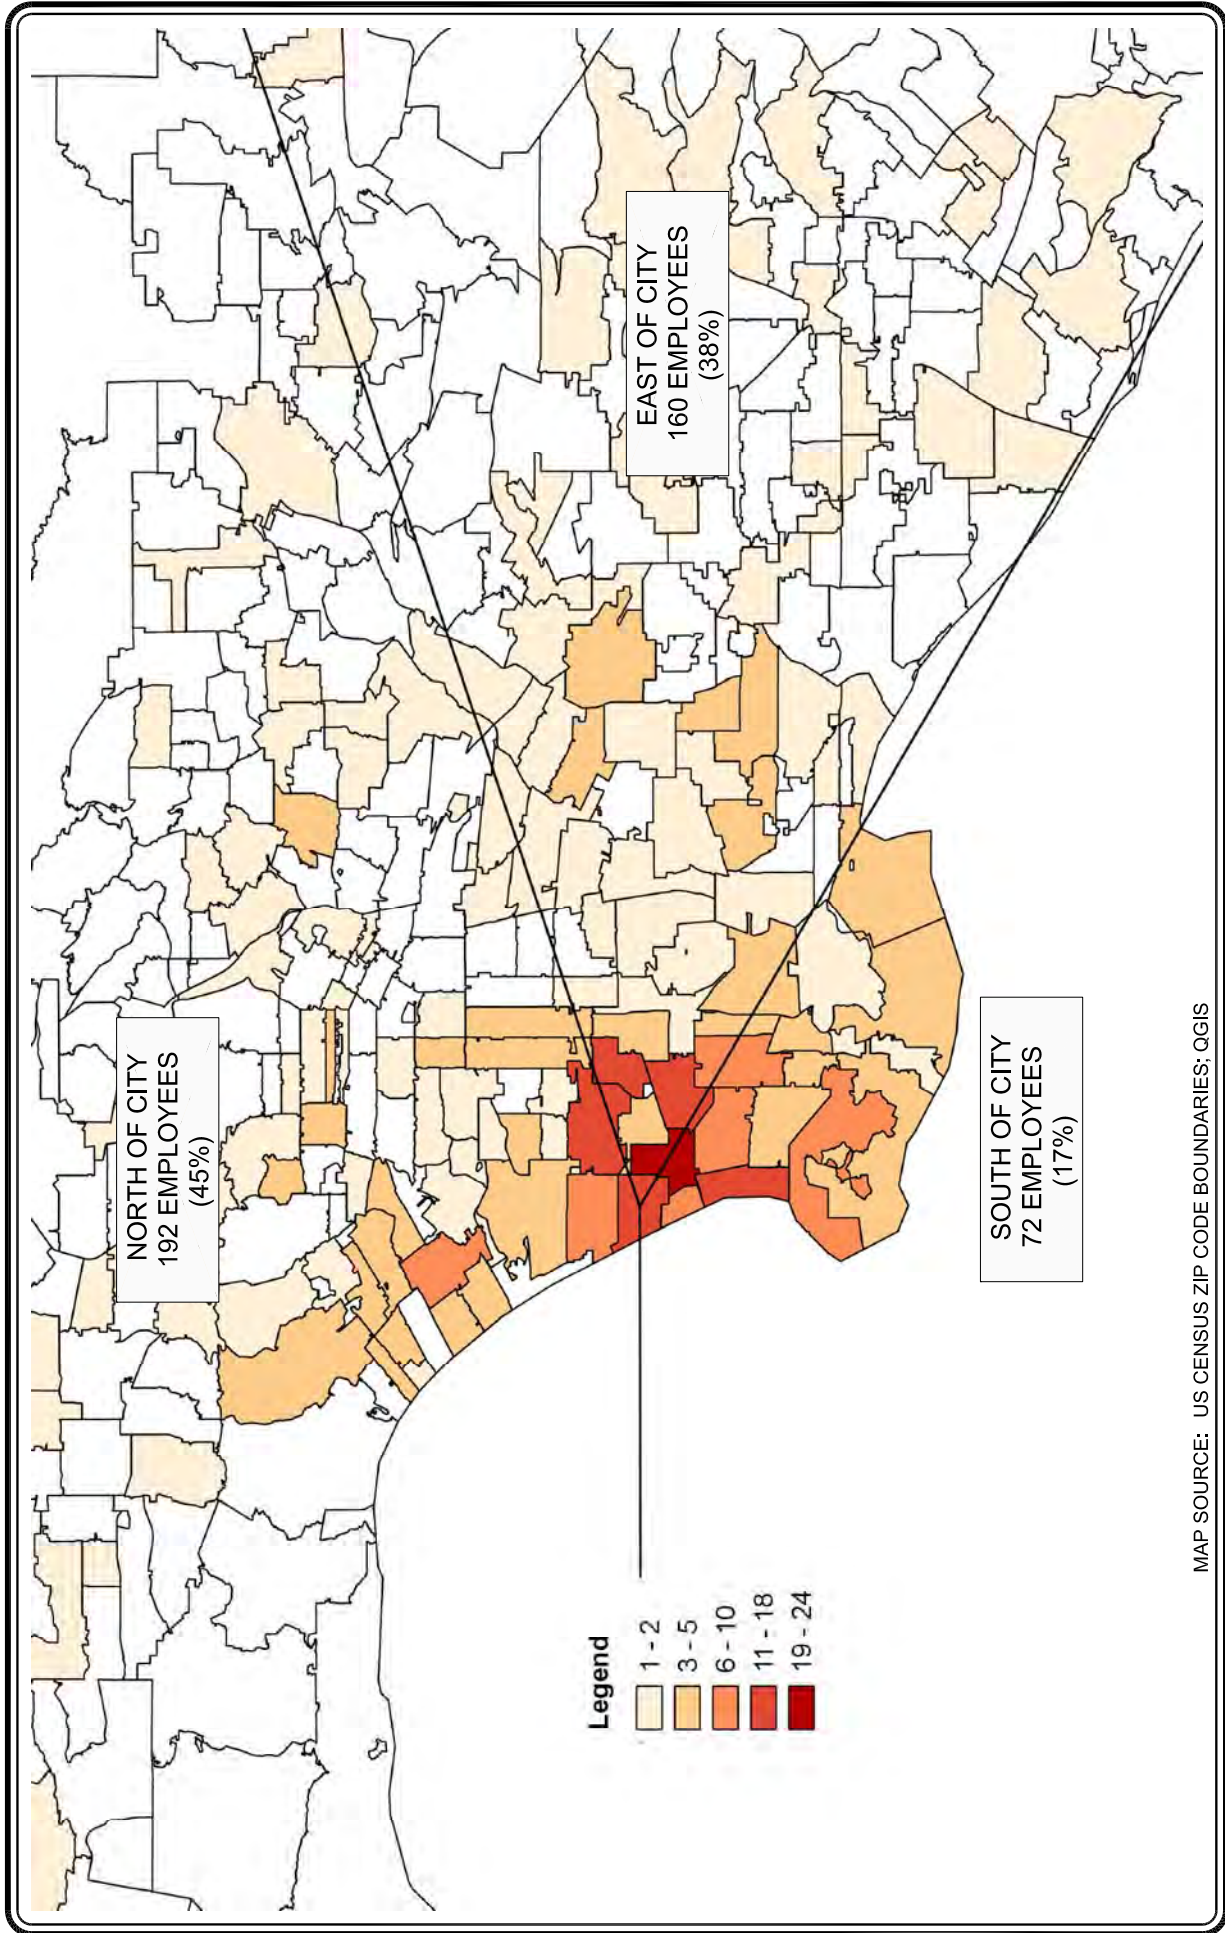 NORTH OF CITY
192 EMPLOYEES
(45%)
EAST OF CITY
160 EMPLOYEES
(38%)
SOUTH OF CITY
72 EMPLOYEES
(17%)
Legend
1 - 2
3 - 5
6 - 10
11 - 18
19 - 24
MAP SOURCE: US CENSUS ZIP CODE BOUNDARIES; QGIS